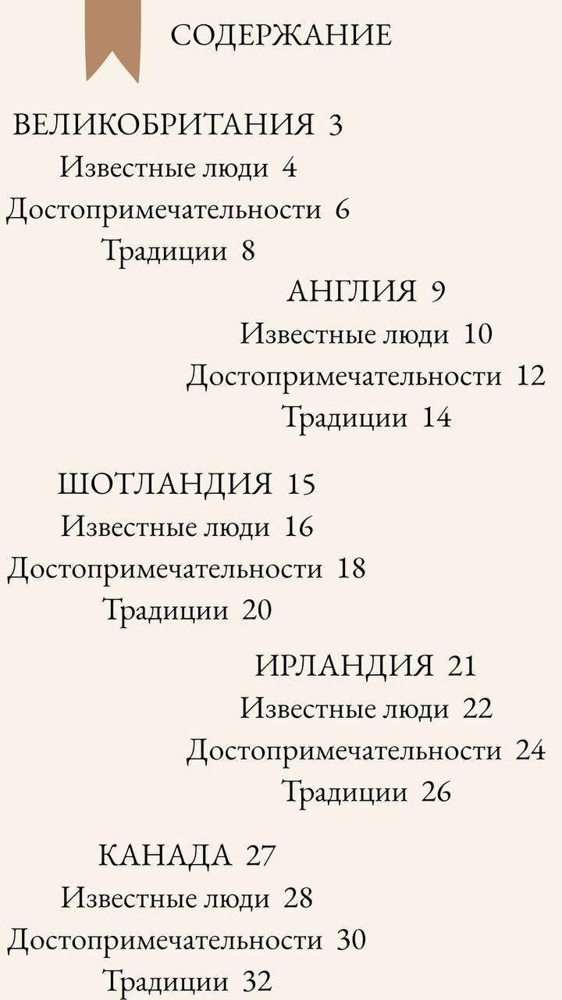 СОДЕРЖАНИЕ
ВЕЛИКОБРИТАНИЯ 3
Известные люди 4
Достопримечательности 6
Традиции 8
АНГЛИЯ 9
Известные люди 10
Достопримечательности 12
Традиции 14
ШОТЛАНДИЯ 15
Известные люди 16
Достопримечательности 18
Традиции 20
ИРЛАНДИЯ 21
Известные люди 22
Достопримечательности 24
Традиции 26
КАНАДА 27
Известные люди 28
Достопримечательности 30
Традиции 32